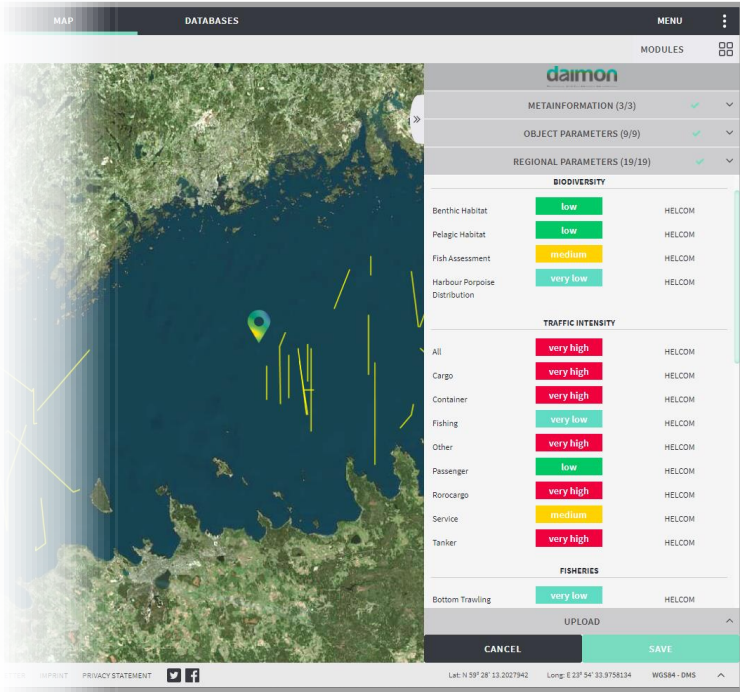 MAP DATABASES MENU
MODULES
daimon
METAINFORMATION (3/3)
OBJECT PARAMETERS (9/9)
REGIONAL PARAMETERS (19/19)
BIODIVERSITY
Benthic Habitat low HELCOM
Pelagic Habitat low HELCOM
Fish Assessment medium HELCOM
Harbour Porpoise very low HELCOM
Distribution
TRAFFIC INTENSITY
All very high HELCOM
Cargo very high HELCOM
Container very high HELCOM
Fishing very low HELCOM
Other very high HELCOM
Passenger low HELCOM
Rorocargo very high HELCOM
Service medium HELCOM
Tanker very high HELCOM
FISHERIES
Bottom Trawling very low HELCOM
UPLOAD
CANCEL SAVE
IMPRINT PRIVACY STATEMENT Lat: N 59° 28' 13.2027942 Long: E 23° 54' 33.9758134 WGS84 - DMS